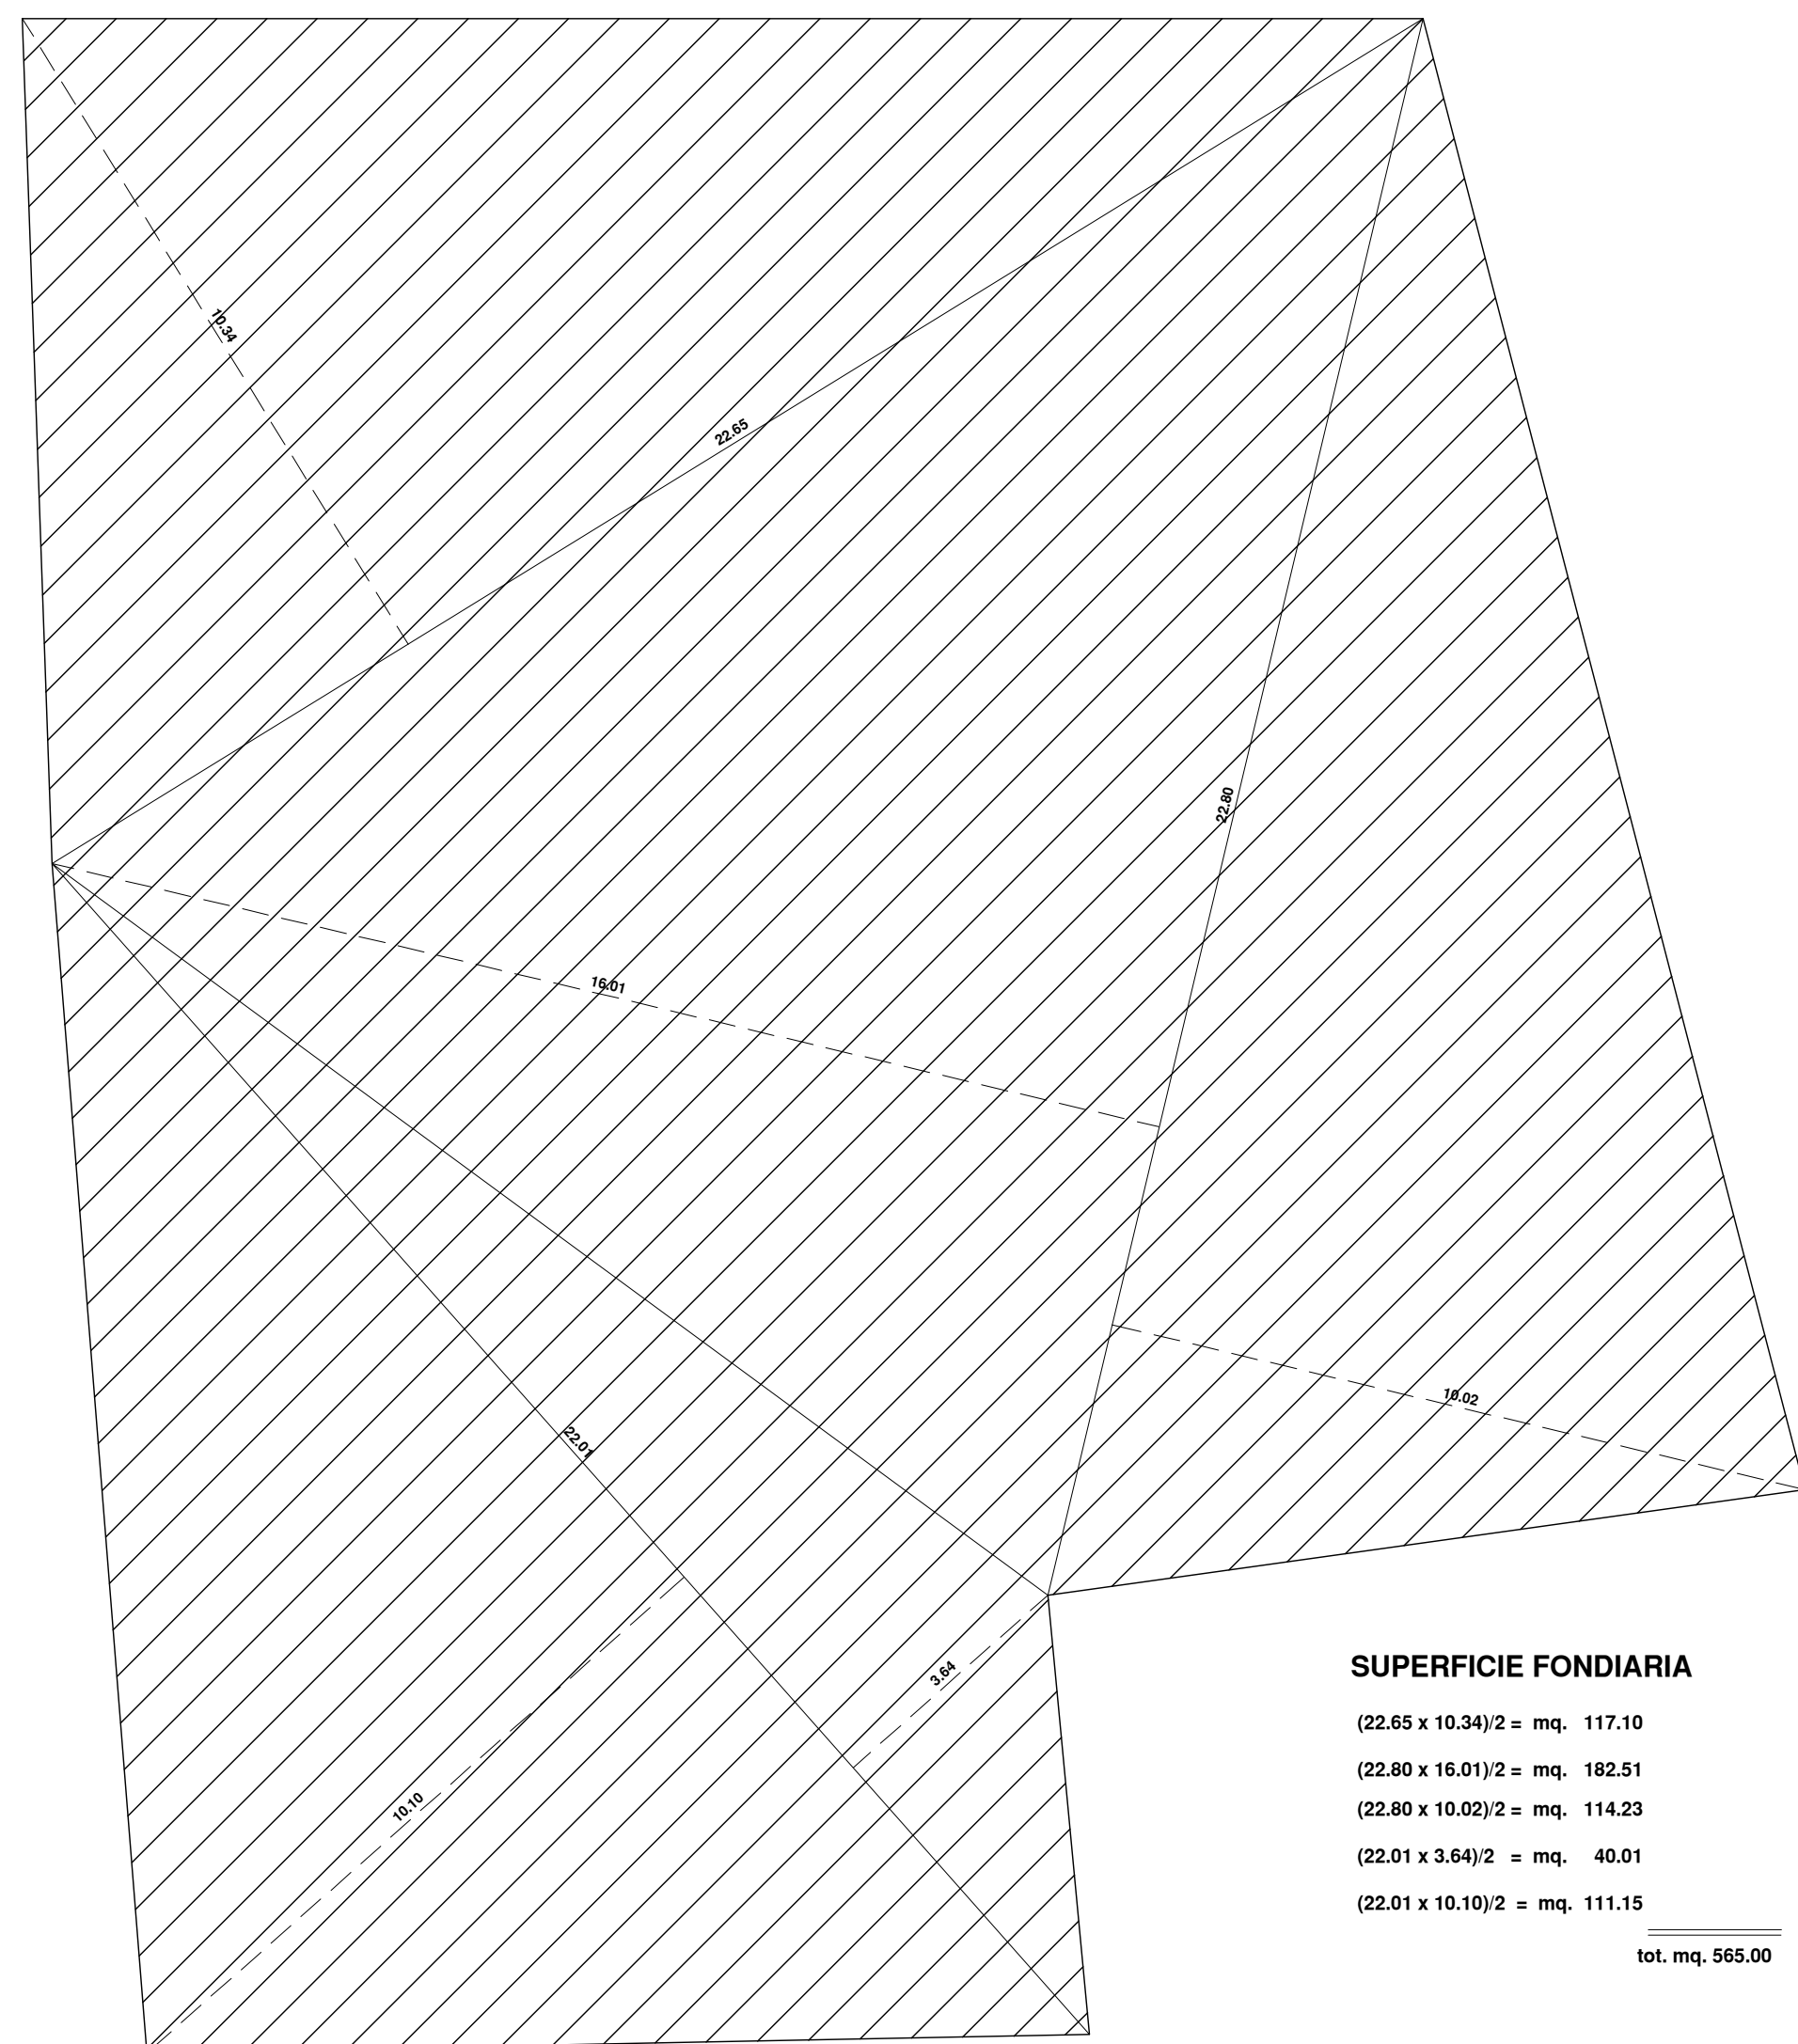 10.34
22.65
22.80
16.01
10.02
22.01
3.64
10.10
SUPERFICIE FONDIARIA
(22.65 x 10.34)/2 = mq. 117.10
(22.80 x 16.01)/2 = mq. 182.51
(22.80 x 10.02)/2 = mq. 114.23
(22.01 x 3.64)/2 = mq. 40.01
(22.01 x 10.10)/2 = mq. 111.15
tot. mq. 565.00